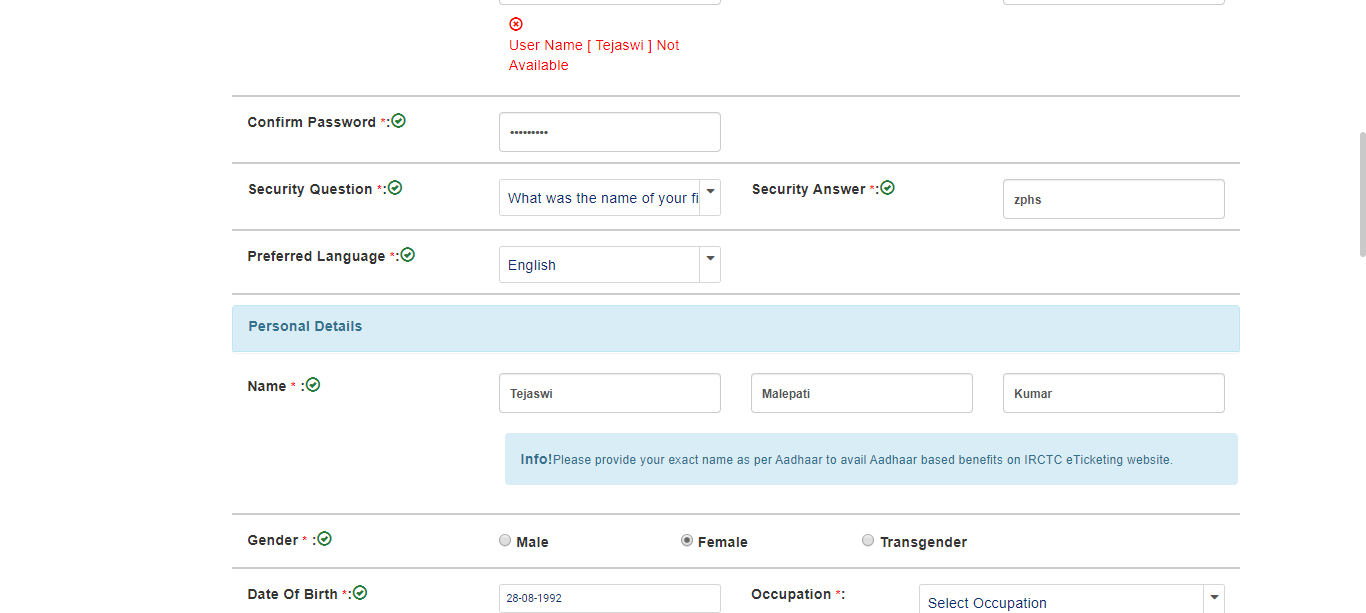 User Name [ Tejaswi ] Not
Available
Confirm Password *:
•••••••••
Security Question *:
What was the name of your fi
Security Answer *:
zphs
Preferred Language *:
English
Personal Details
Name * :
Tejaswi
Malepati
Kumar
Info!Please provide your exact name as per Aadhaar to avail Aadhaar based benefits on IRCTC eTicketing website.
Gender * :
Male
Female
Transgender
Date Of Birth *:
28-08-1992
Occupation *:
Select Occupation